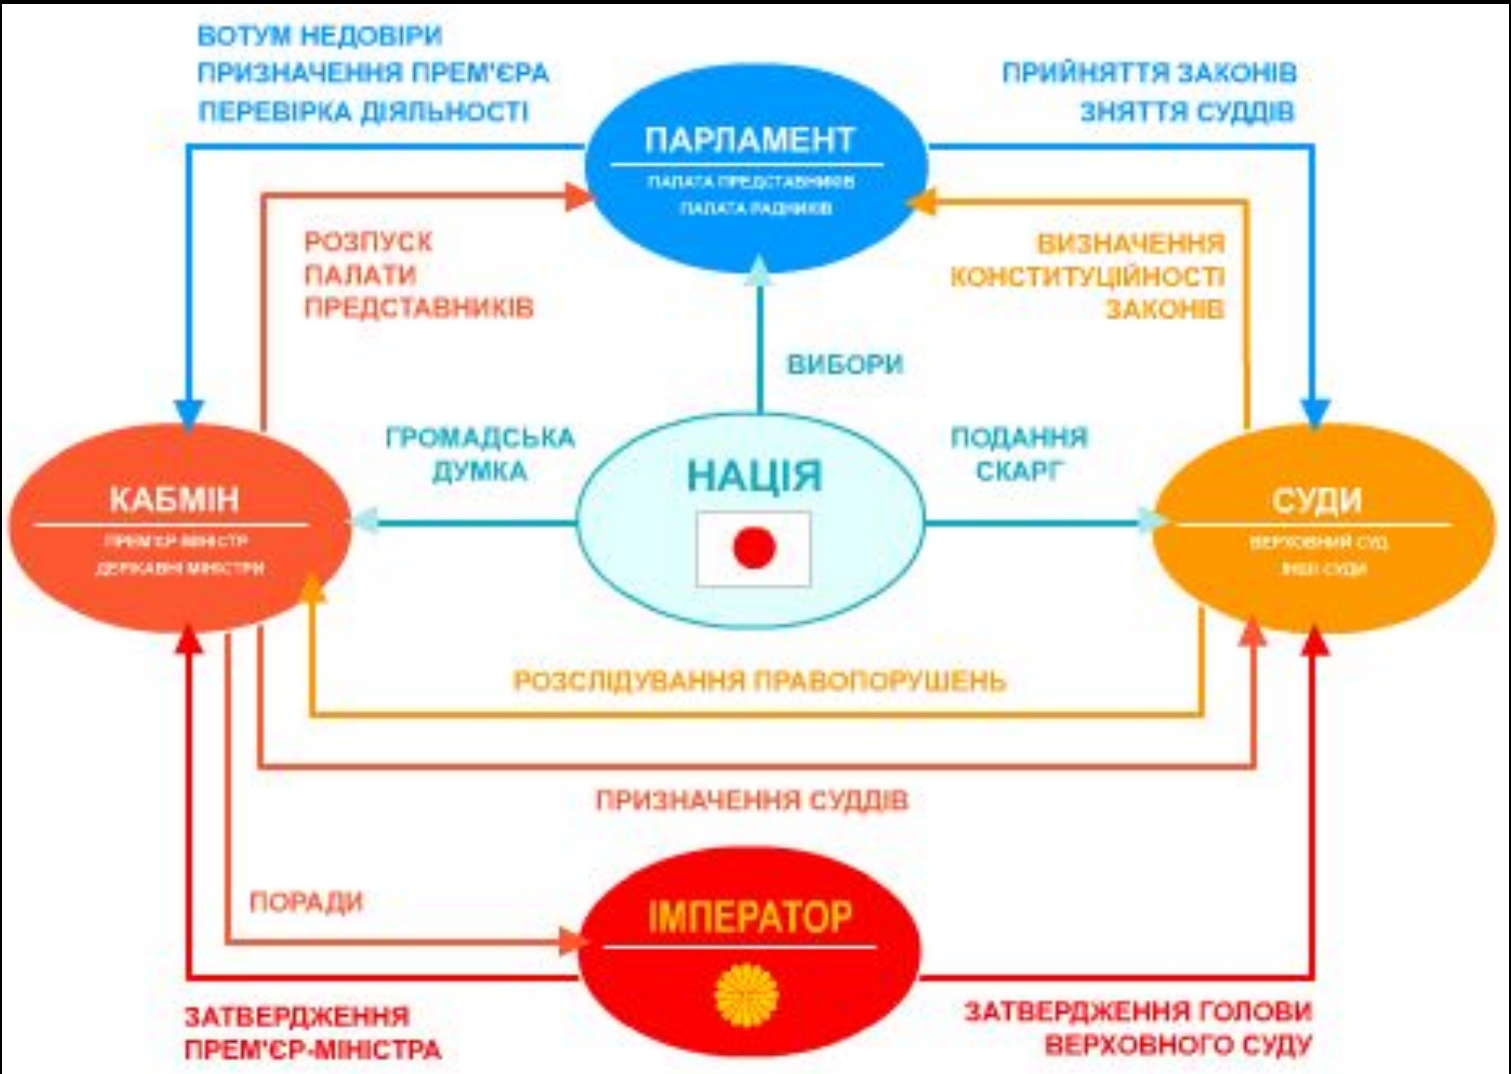 ВОТУМ НЕДОВІРИ
ПРИЗНАЧЕННЯ ПРЕМ'ЄРА
ПЕРЕВІРКА ДІЯЛЬНОСТІ
ПРИЙНЯТТЯ ЗАКОНІВ
ЗНЯТТЯ СУДДІВ
ПАРЛАМЕНТ
ПАЛАТА ПРЕДСТАВНИКІВ
ПАЛАТА РАДНИКІВ
РОЗПУСК
ПАЛАТИ
ПРЕДСТАВНИКІВ
ВИЗНАЧЕННЯ
КОНСТИТУЦІЙНОСТІ
ЗАКОНІВ
ВИБОРИ
ГРОМАДСЬКА
ДУМКА
ПОДАННЯ
СКАРГ
НАЦІЯ
КАБМІН
ПРЕМ'ЄР-МІНІСТР
ДЕРЖАВНІ МІНІСТРИ
СУДИ
ВЕРХОВНИЙ СУД
ІНШІ СУДИ
РОЗСЛІДУВАННЯ ПРАВОПОРУШЕНЬ
ПРИЗНАЧЕННЯ СУДДІВ
ПОРАДИ
ІМПЕРАТОР
ЗАТВЕРДЖЕННЯ
ПРЕМ'ЄР-МІНІСТРА
ЗАТВЕРДЖЕННЯ ГОЛОВИ
ВЕРХОВНОГО СУДУ